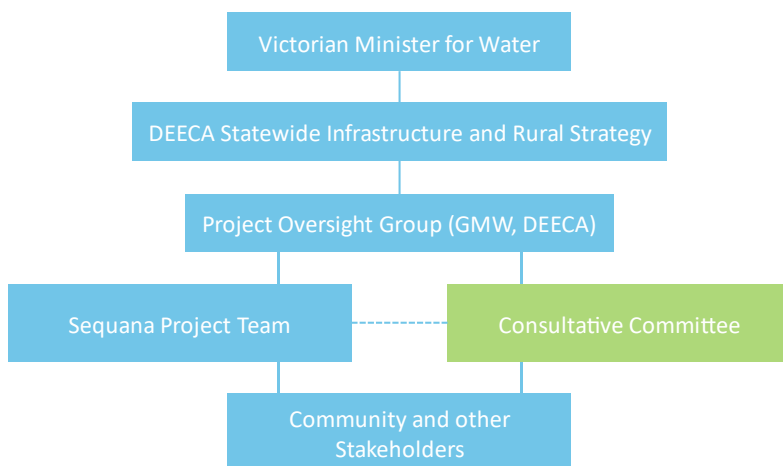 Victorian Minister for Water
DEECA Statewide Infrastructure and Rural Strategy
Project Oversight Group (GMW, DEECA)
Sequana Project Team
Consultative Committee
Community and other
Stakeholders